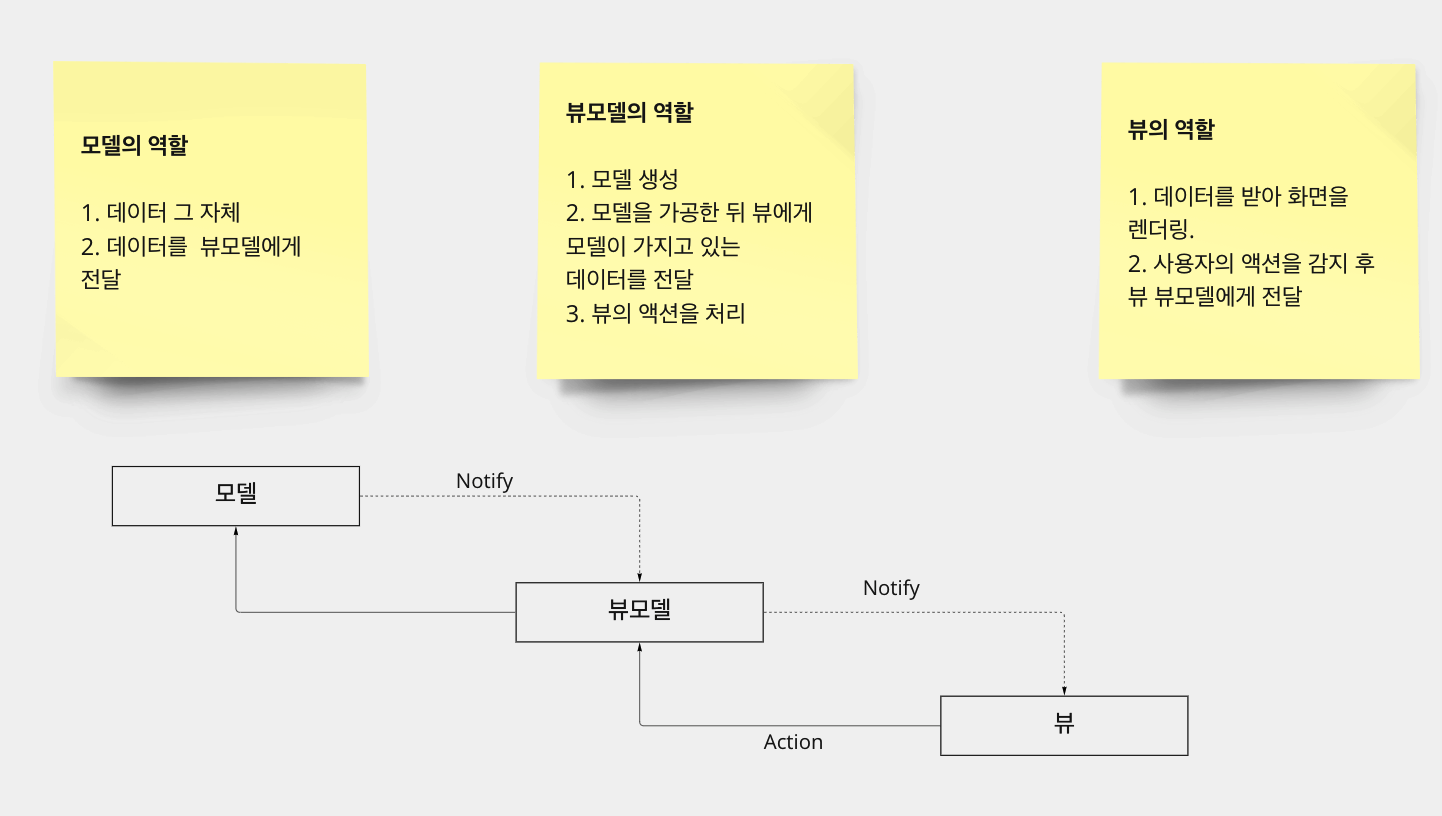 모델의 역할
1. 데이터 그 자체
2. 데이터를  뷰모델에게
전달
뷰모델의 역할
1. 모델 생성
2. 모델을 가공한 뒤 뷰에게
모델이 가지고 있는
데이터를 전달
3. 뷰의 액션을 처리
뷰의 역할
1. 데이터를 받아 화면을
렌더링.
2. 사용자의 액션을 감지 후
뷰 뷰모델에게 전달
모델
Notify
뷰모델
Notify
뷰
Action